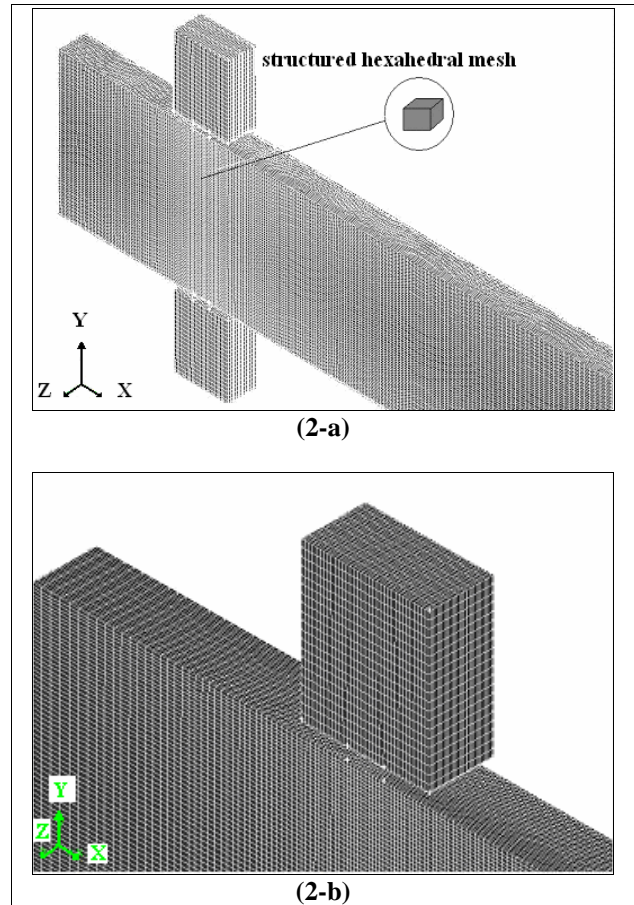 structured hexahedral mesh
Y
Z
X
(2-a)
Y
Z
X
(2-b)